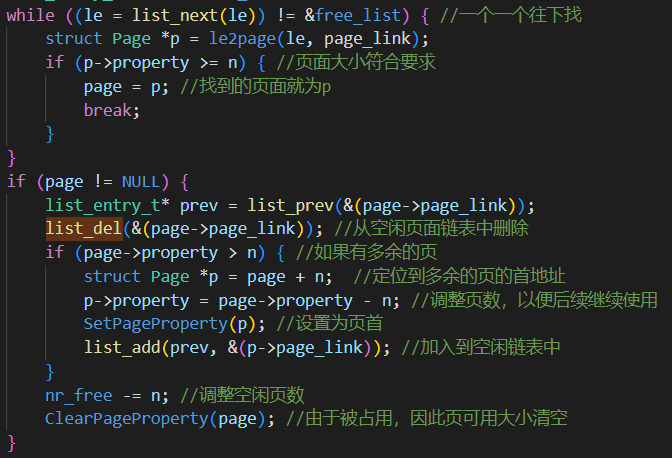 while ((le = list_next(le)) != &free_list) { //一个一个往下找
struct Page *p = le2page(le, page_link);
if (p->property >= n) { //页面大小符合要求
page = p; //找到的页面就为p
break;
}
}
if (page != NULL) {
list_entry_t* prev = list_prev(&(page->page_link));
list_del(&(page->page_link)); //从空闲页面链表中删除
if (page->property > n) { //如果有多余的页
struct Page *p = page + n;  //定位到多余的页的首地址
p->property = page->property - n; //调整页数，以便后续继续使用
SetPageProperty(p); //设置为页首
list_add(prev, &(p->page_link)); //加入到空闲链表中
}
nr_free -= n; //调整空闲页数
ClearPageProperty(page); //由于被占用，因此页可用大小清空
}